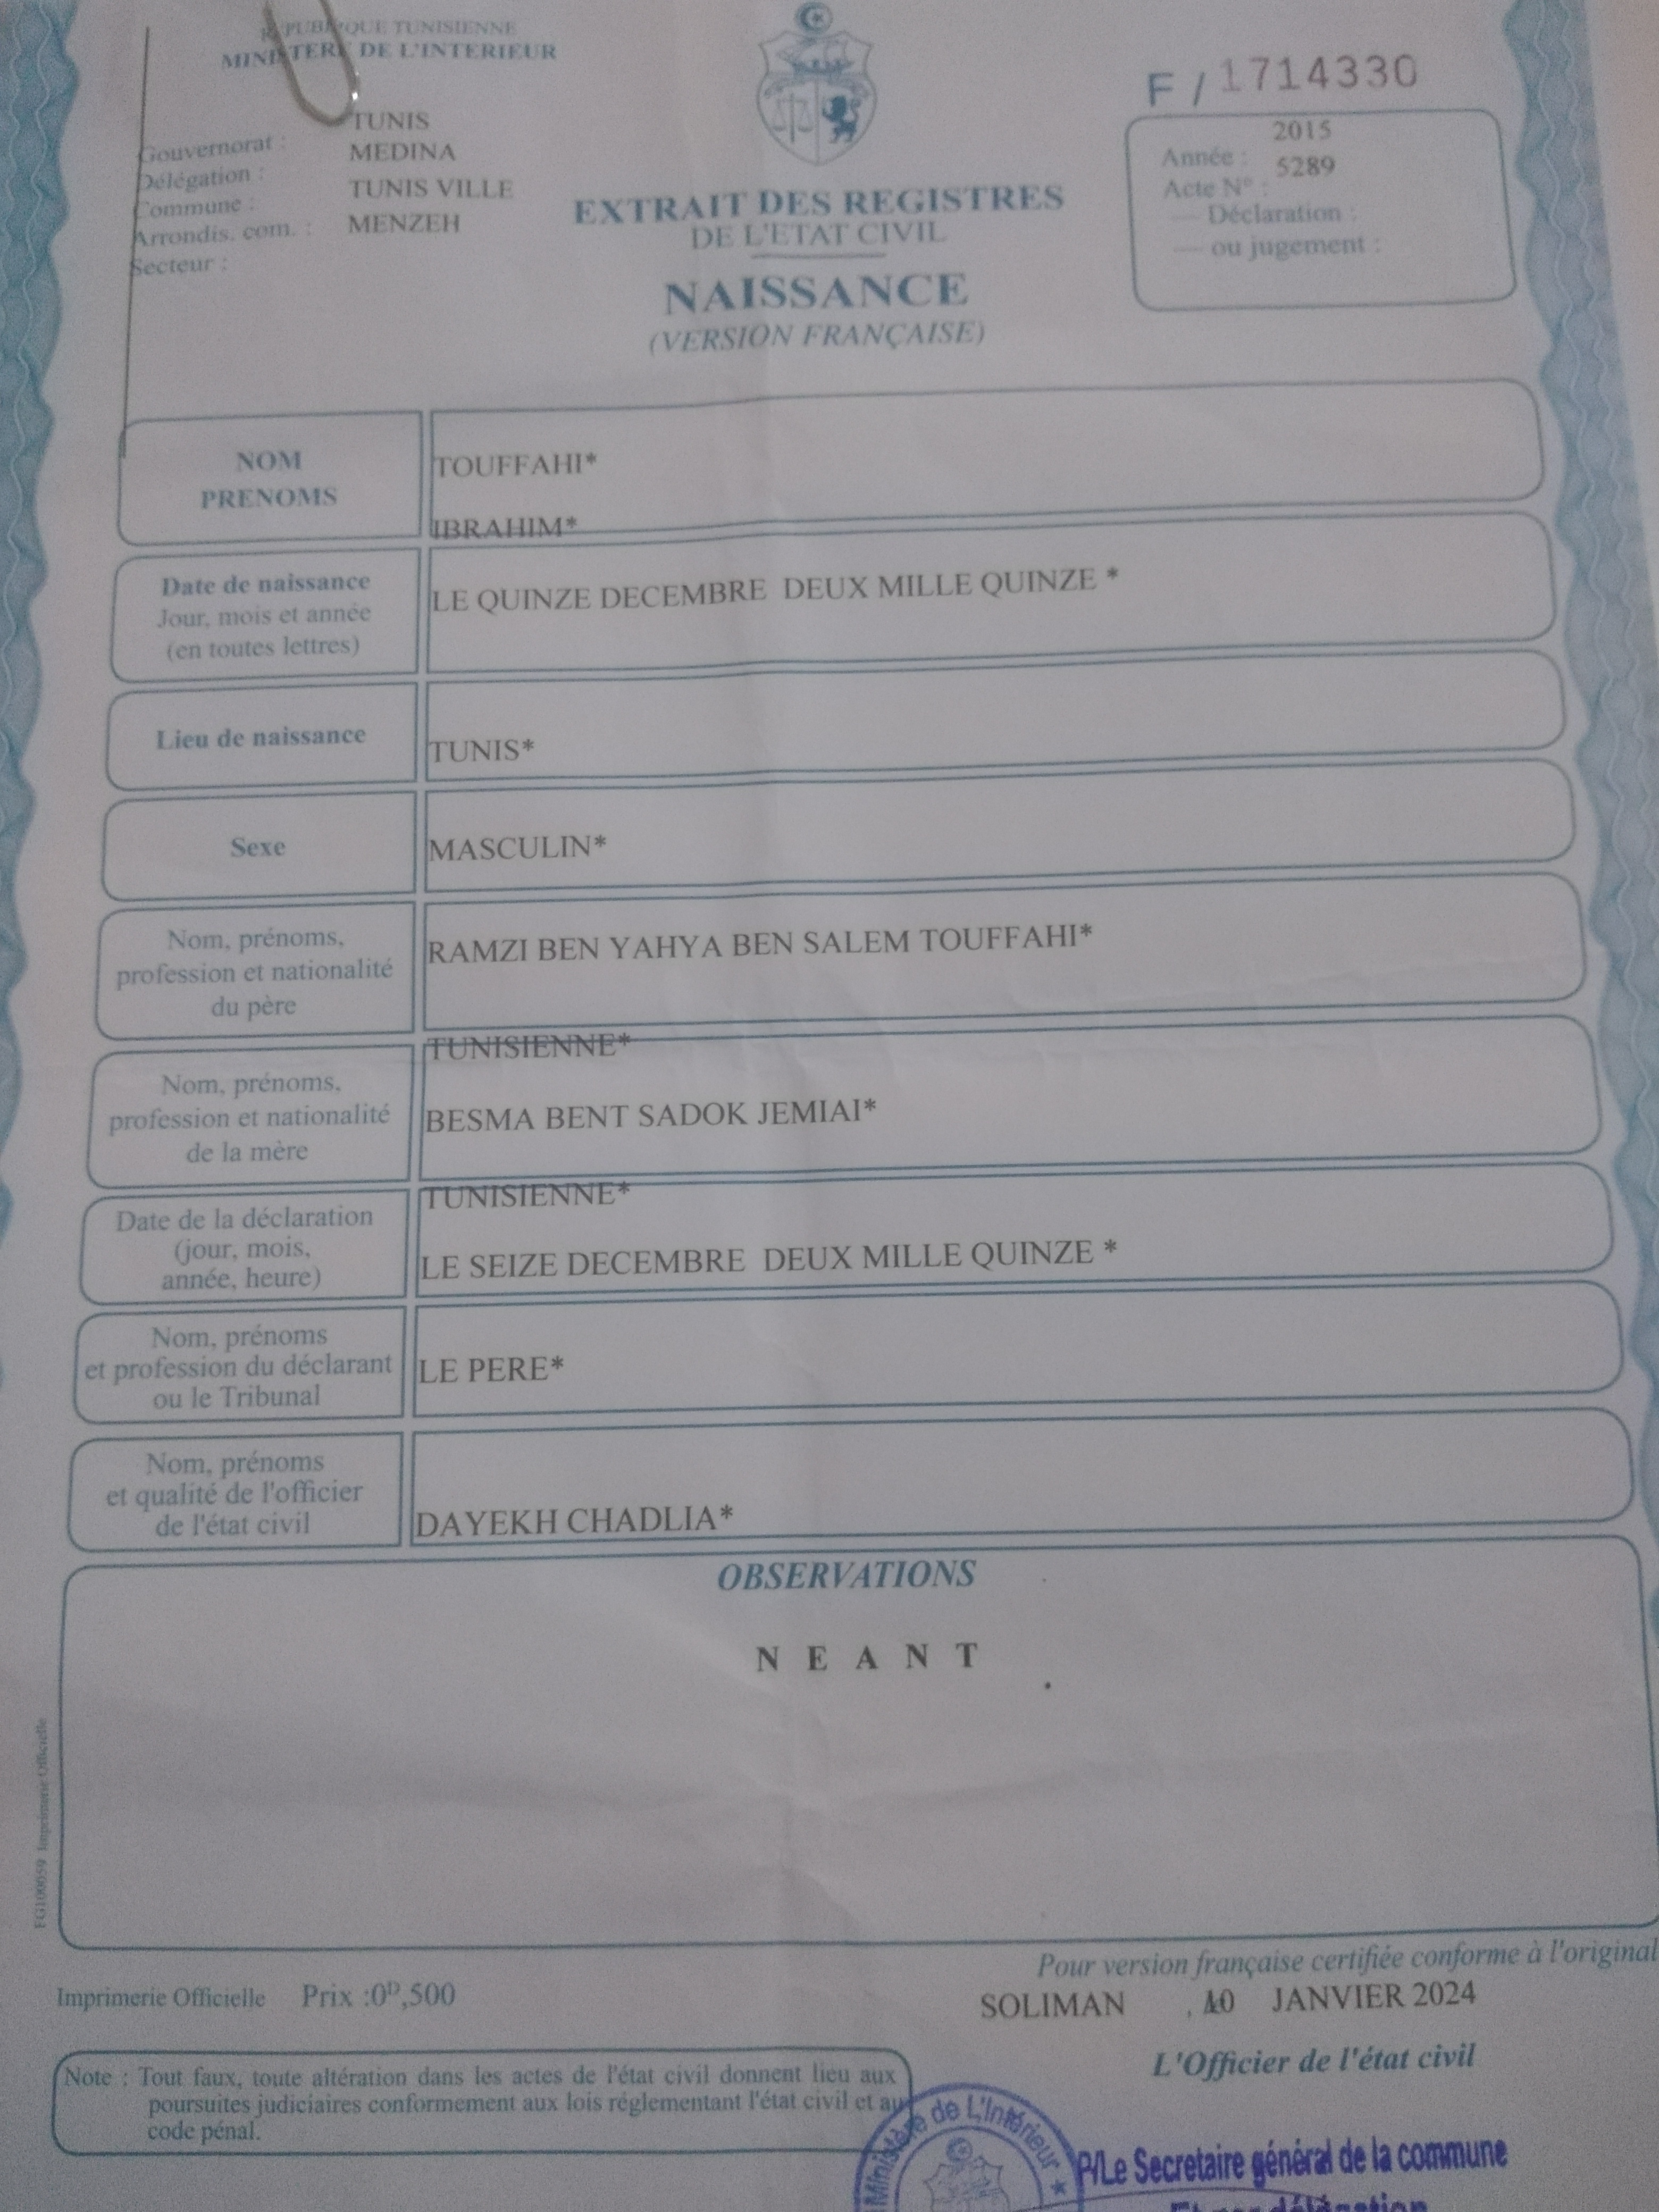 REPUBLIQUE TUNISIENNE
MINISTERE DE L'INTERIEUR
F / 1714330
Gouvernorat : TUNIS
Délégation : MEDINA
Commune : TUNIS VILLE
Arrondis. com. : MENZEH
Secteur :
EXTRAIT DES REGISTRES
DE L'ETAT CIVIL
NAISSANCE
(VERSION FRANÇAISE)
Année : 2015
Acte N° : 5289
— Déclaration :
— ou jugement :
NOM
PRENOMS
TOUFFAHI*
IBRAHIM*
Date de naissance
Jour, mois et année
(en toutes lettres)
LE QUINZE DECEMBRE DEUX MILLE QUINZE *
Lieu de naissance
TUNIS*
Sexe
MASCULIN*
Nom, prénoms,
profession et nationalité
du père
RAMZI BEN YAHYA BEN SALEM TOUFFAHI*
TUNISIENNE*
Nom, prénoms,
profession et nationalité
de la mère
BESMA BENT SADOK JEMIAI*
TUNISIENNE*
Date de la déclaration
(jour, mois,
année, heure)
LE SEIZE DECEMBRE DEUX MILLE QUINZE *
Nom, prénoms
et profession du déclarant
ou le Tribunal
LE PERE*
Nom, prénoms
et qualité de l'officier
de l'état civil
DAYEKH CHADLIA*
OBSERVATIONS
N E A N T
FG100059 Imprimerie Officielle
Pour version française certifiée conforme à l'original
Imprimerie Officielle Prix :0D,500
SOLIMAN , 10 JANVIER 2024
L'Officier de l'état civil
Note : Tout faux, toute altération dans les actes de l'état civil donnent lieu aux
poursuites judiciaires conformement aux lois réglementant l'état civil et au
code pénal.
Ministère de L'Intérieur
P/Le Secretaire général de la commune
Et par délégation